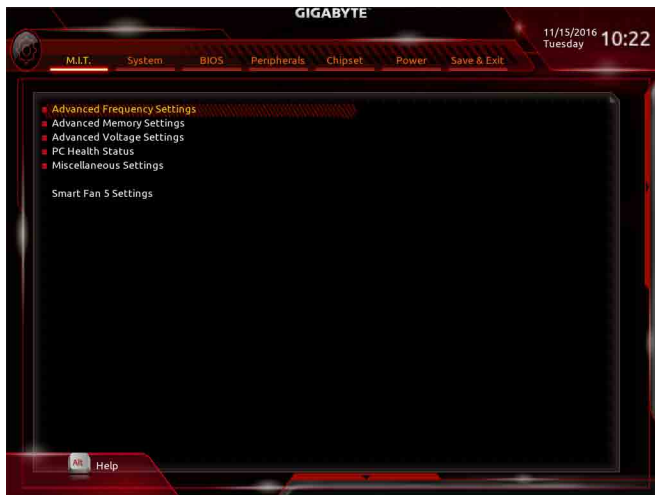 GIGABYTE™
11/15/2016 10:22
Tuesday
M.I.T. System BIOS Peripherals Chipset Power Save & Exit
Advanced Frequency Settings
Advanced Memory Settings
Advanced Voltage Settings
PC Health Status
Miscellaneous Settings
Smart Fan 5 Settings
Alt Help